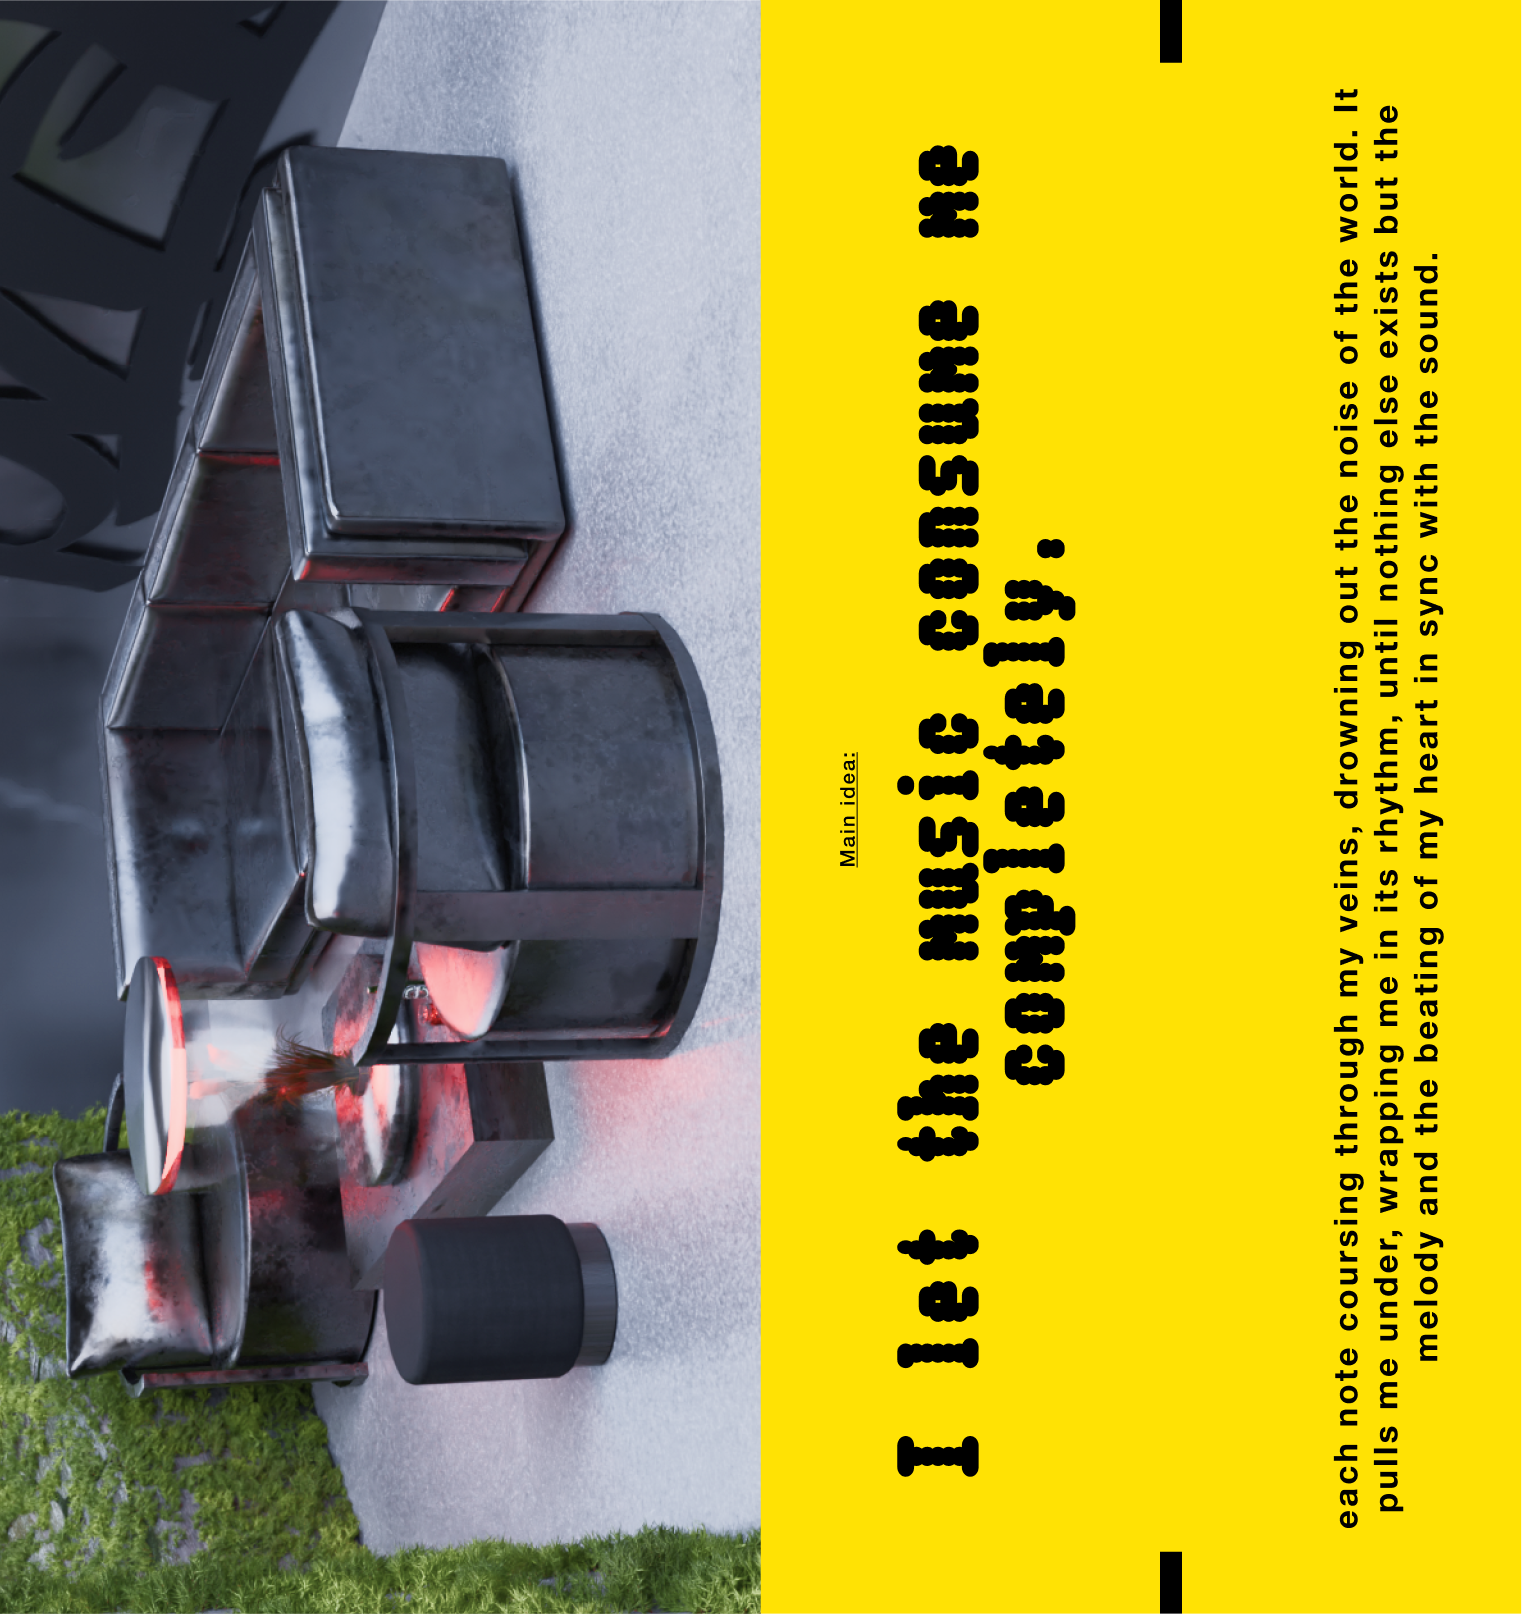 Main idea:
I let the music consume me
completely,
each note coursing through my veins, drowning out the noise of the world. It
pulls me under, wrapping me in its rhythm, until nothing else exists but the
melody and the beating of my heart in sync with the sound.